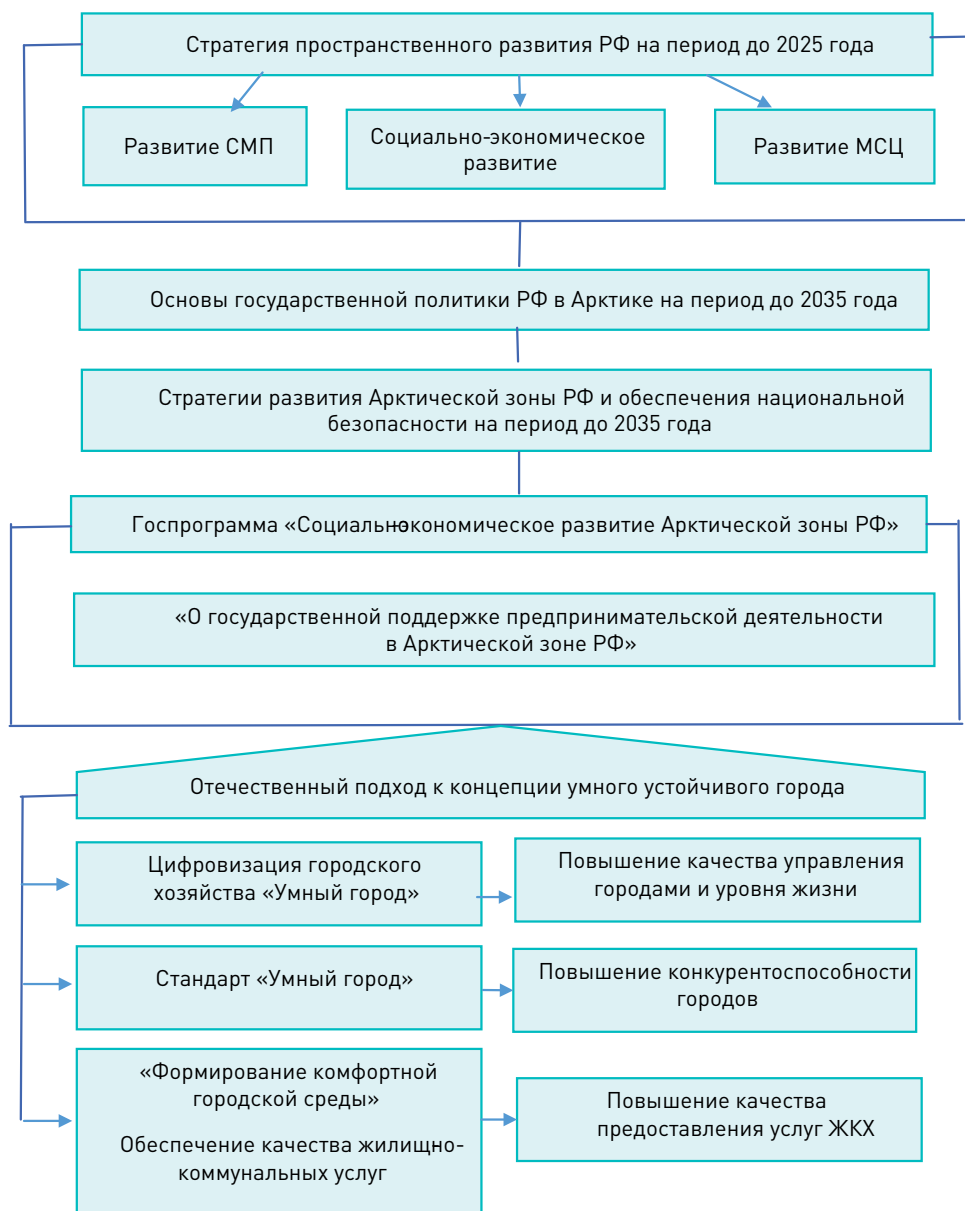 Стратегия пространственного развития РФ на период до 2025 года
Развитие СМП
Социально-экономическое
развитие
Развитие МСЦ
Основы государственной политики РФ в Арктике на период до 2035 года
Стратегии развития Арктической зоны РФ и обеспечения национальной
безопасности на период до 2035 года
Госпрограмма «Социально-экономическое развитие Арктической зоны РФ»
«О государственной поддержке предпринимательской деятельности
в Арктической зоне РФ»
Отечественный подход к концепции умного устойчивого города
Цифровизация городского
хозяйства «Умный город»
Повышение качества управления
городами и уровня жизни
Стандарт «Умный город»
Повышение конкурентоспособности
городов
«Формирование комфортной
городской среды»
Обеспечение качества жилищно-
коммунальных услуг
Повышение качества
предоставления услуг ЖКХ